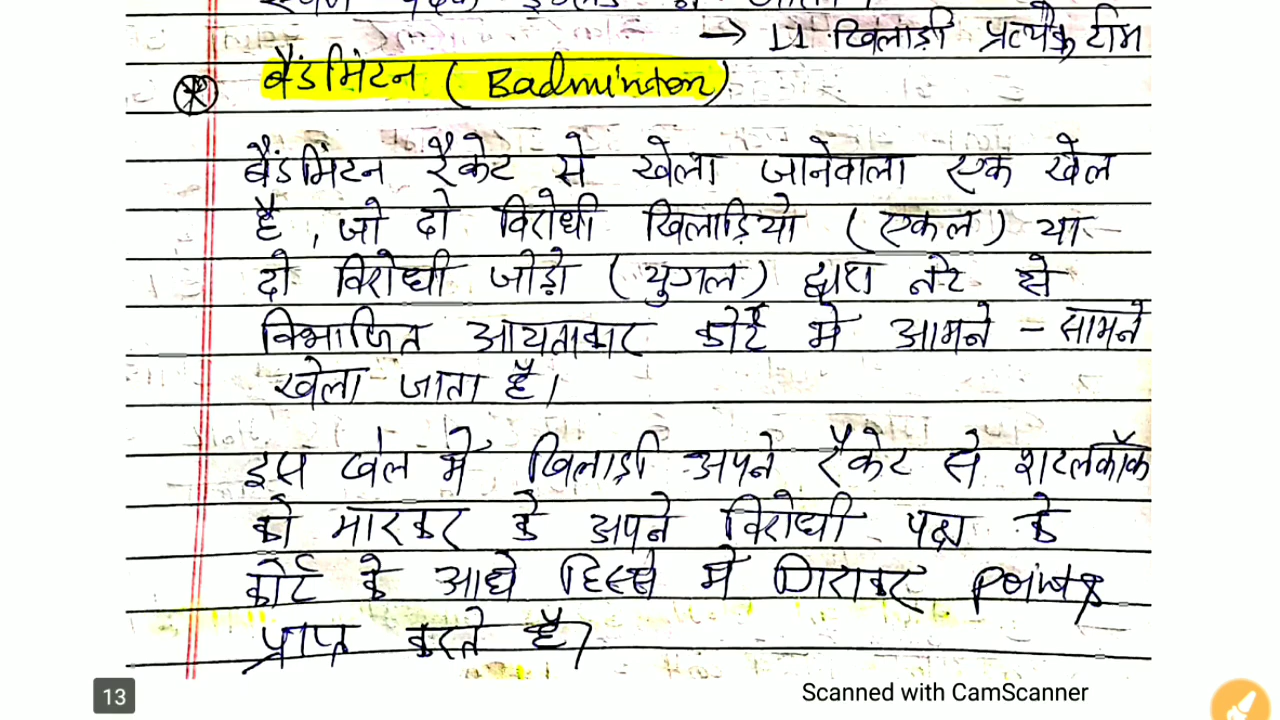 → 11 खिलाड़ी प्रत्येक टीम
बैडमिंटन ( Badminton)
बैडमिंटन रैकेट से खेला जानेवाला एक खेल
है , जो दो विरोधी खिलाड़ियो (एकल) या
दो विरोधी जोड़ो (युगल) द्वारा नेट से
विभाजित आयताकार कोर्ट मे आमने - सामने
खेला जाता है।
इस खेल में खिलाड़ी अपने रैकेट से शटलकॉक
को मारकर के अपने विरोधी पक्ष के
कोर्ट के आधे हिस्से में गिराकर Points
प्राप्त करते है।
13
Scanned with CamScanner